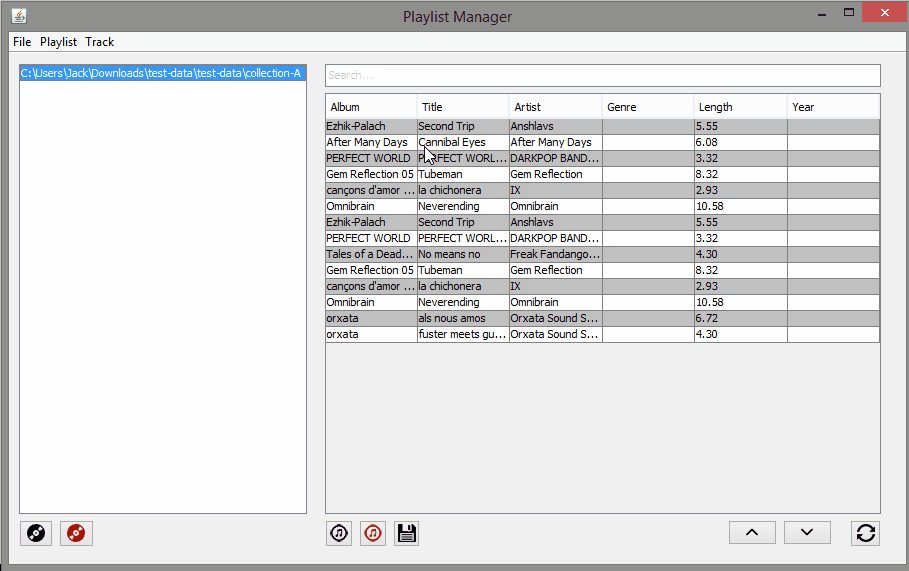 Playlist Manager
File Playlist Track
C:\Users\Jack\Downloads\test-data\test-data\collection-A
Search...
Album Title Artist Genre Length Year
Ezhik-Palach Second Trip Anshlavs 5.55
After Many Days Cannibal Eyes After Many Days 6.08
PERFECT WORLD PERFECT WORL... DARKPOP BAND... 3.32
Gem Reflection 05 Tubeman Gem Reflection 8.32
cançons d'amor ... la chichonera IX 2.93
Omnibrain Neverending Omnibrain 10.58
Ezhik-Palach Second Trip Anshlavs 5.55
PERFECT WORLD PERFECT WORL... DARKPOP BAND... 3.32
Tales of a Dead... No means no Freak Fandango... 4.30
Gem Reflection 05 Tubeman Gem Reflection 8.32
cançons d'amor ... la chichonera IX 2.93
Omnibrain Neverending Omnibrain 10.58
orxata als nous amos Orxata Sound S... 6.72
orxata fuster meets gu... Orxata Sound S... 4.30